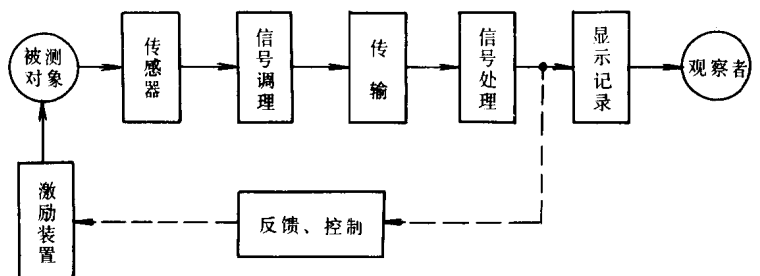 被测对象
传感器
信号调理
传输
信号处理
显示记录
观察者
激励装置
反馈、控制